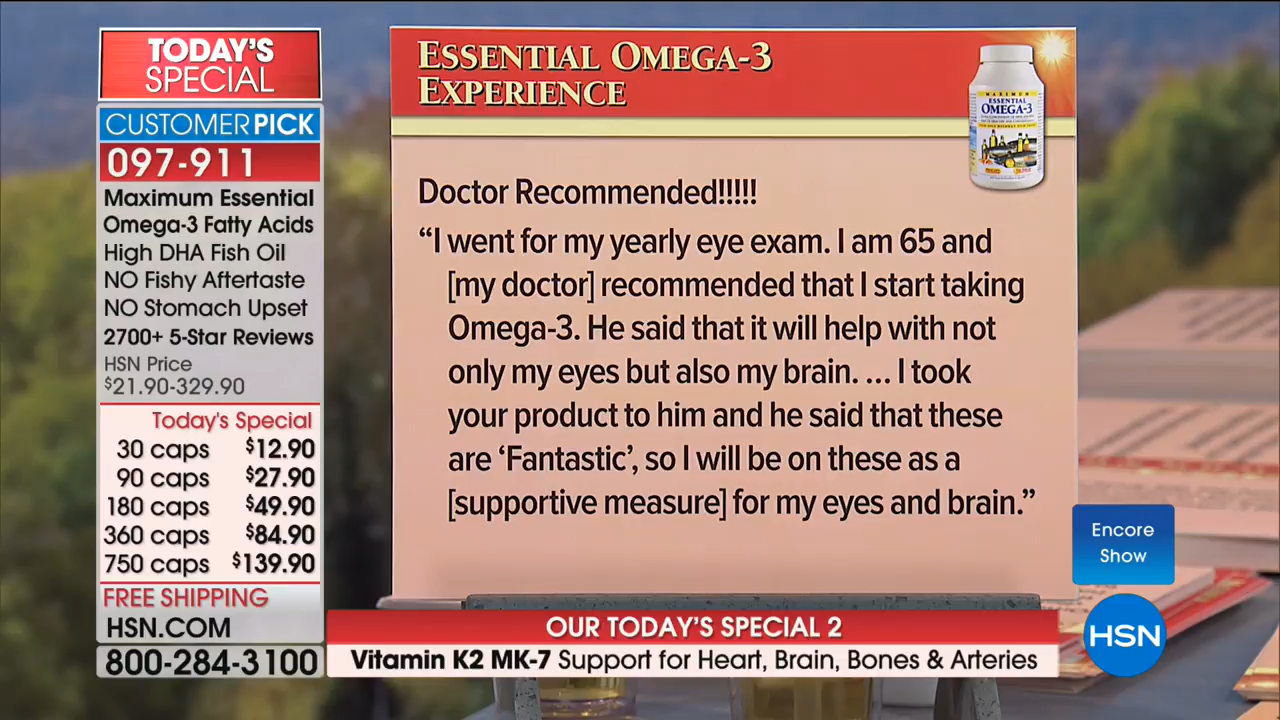 TODAY'S
SPECIAL
CUSTOMERPICK
097-911
Maximum Essential
Omega-3 Fatty Acids
High DHA Fish Oil
NO Fishy Aftertaste
NO Stomach Upset
2700+ 5-Star Reviews
HSN Price
$21.90-329.90
Today's Special
30 caps $12.90
90 caps $27.90
180 caps $49.90
360 caps $84.90
750 caps $139.90
FREE SHIPPING
HSN.COM
800-284-3100
ESSENTIAL OMEGA-3
EXPERIENCE
MAXIMUM
ESSENTIAL
OMEGA-3
Doctor Recommended!!!!!
“I went for my yearly eye exam. I am 65 and
[my doctor] recommended that I start taking
Omega-3. He said that it will help with not
only my eyes but also my brain. ... I took
your product to him and he said that these
are ‘Fantastic’, so I will be on these as a
[supportive measure] for my eyes and brain.”
Encore
Show
HSN
OUR TODAY'S SPECIAL 2
Vitamin K2 MK-7 Support for Heart, Brain, Bones & Arteries